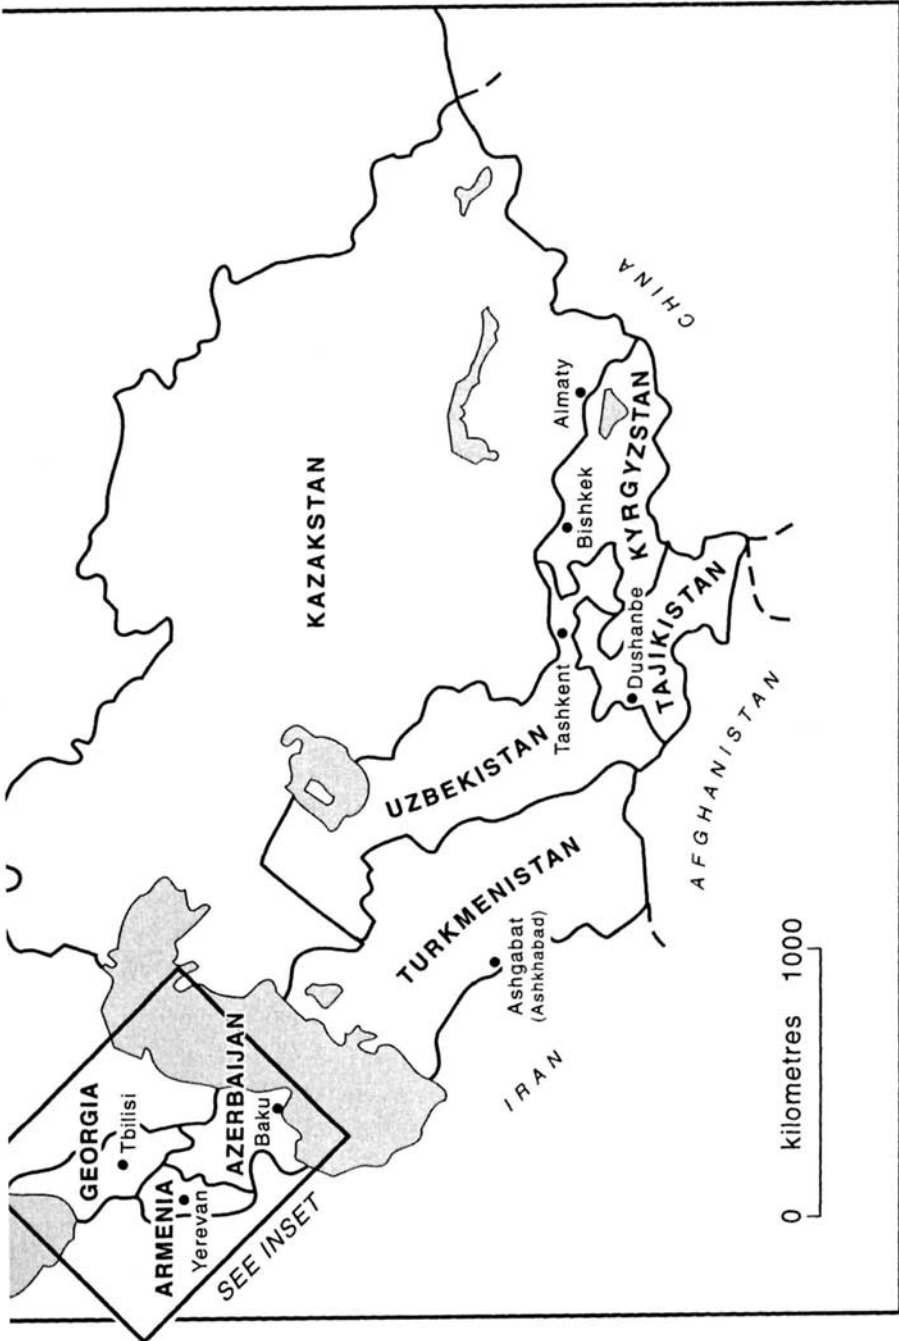 KAZAKSTAN
UZBEKISTAN
TURKMENISTAN
KYRGYZSTAN
TAJIKISTAN
GEORGIA
Tbilisi
ARMENIA
Yerevan
AZERBAIJAN
Baku
SEE INSET
Almaty
Bishkek
Tashkent
Dushanbe
Ashgabat
(Ashkhabad)
CHINA
AFGHANISTAN
IRAN
0 kilometres 1000